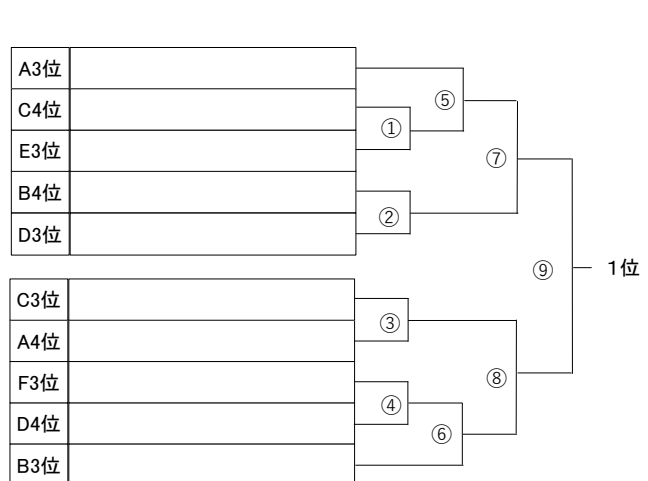 A3位
⑤
C4位
①
E3位
⑦
B4位
②
D3位
⑨
1位
C3位
③
A4位
F3位
⑧
④
D4位
⑥
B3位